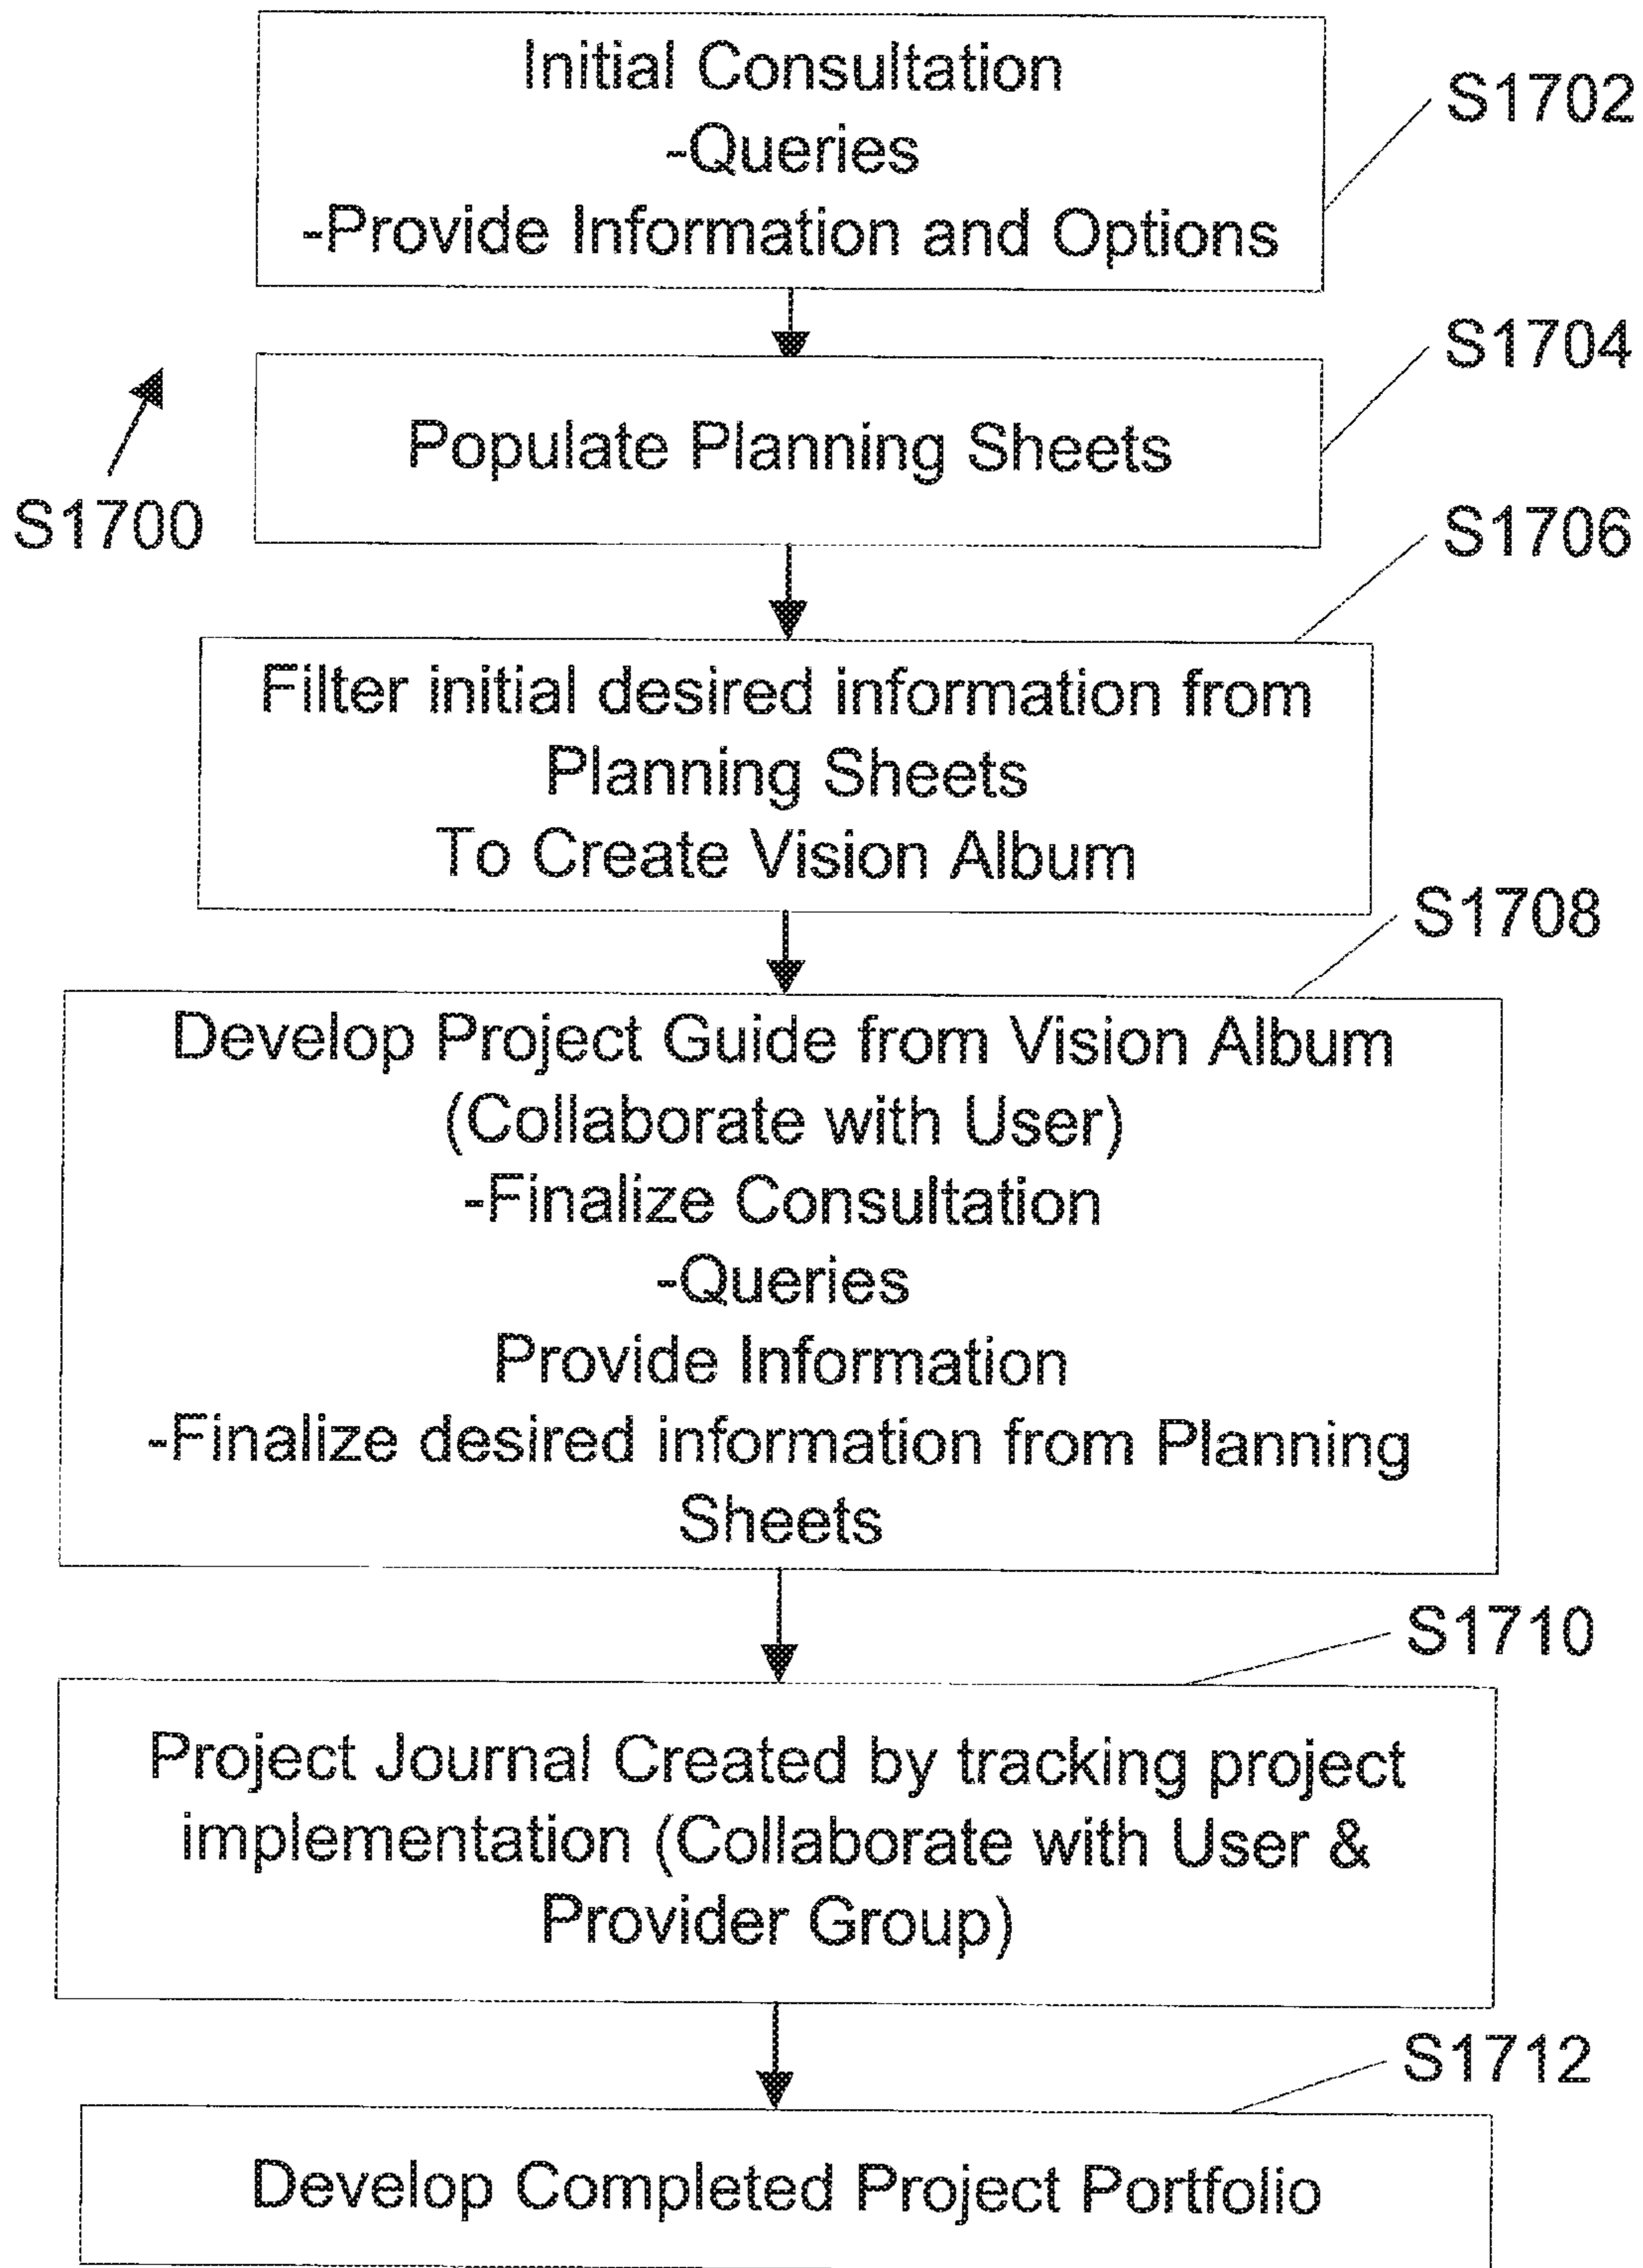 Initial Consultation
-Queries
-Provide Information and Options
S1702
Populate Planning Sheets
S1704
S1700
Filter initial desired information from
Planning Sheets
To Create Vision Album
S1706
Develop Project Guide from Vision Album
(Collaborate with User)
-Finalize Consultation
-Queries
Provide Information
-Finalize desired information from Planning
Sheets
S1708
Project Journal Created by tracking project
implementation (Collaborate with User &
Provider Group)
S1710
Develop Completed Project Portfolio
S1712